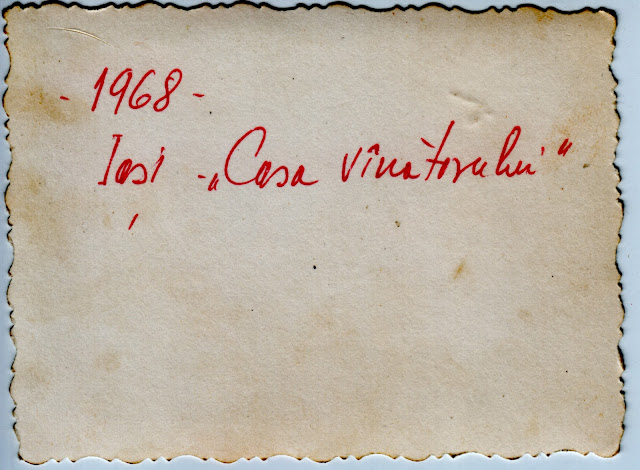 - 1968 -
Iași - „Casa vînătorului"